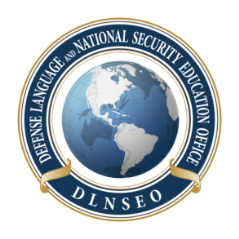 DEFENSE LANGUAGE AND NATIONAL SECURITY EDUCATION OFFICE
DLNSEO